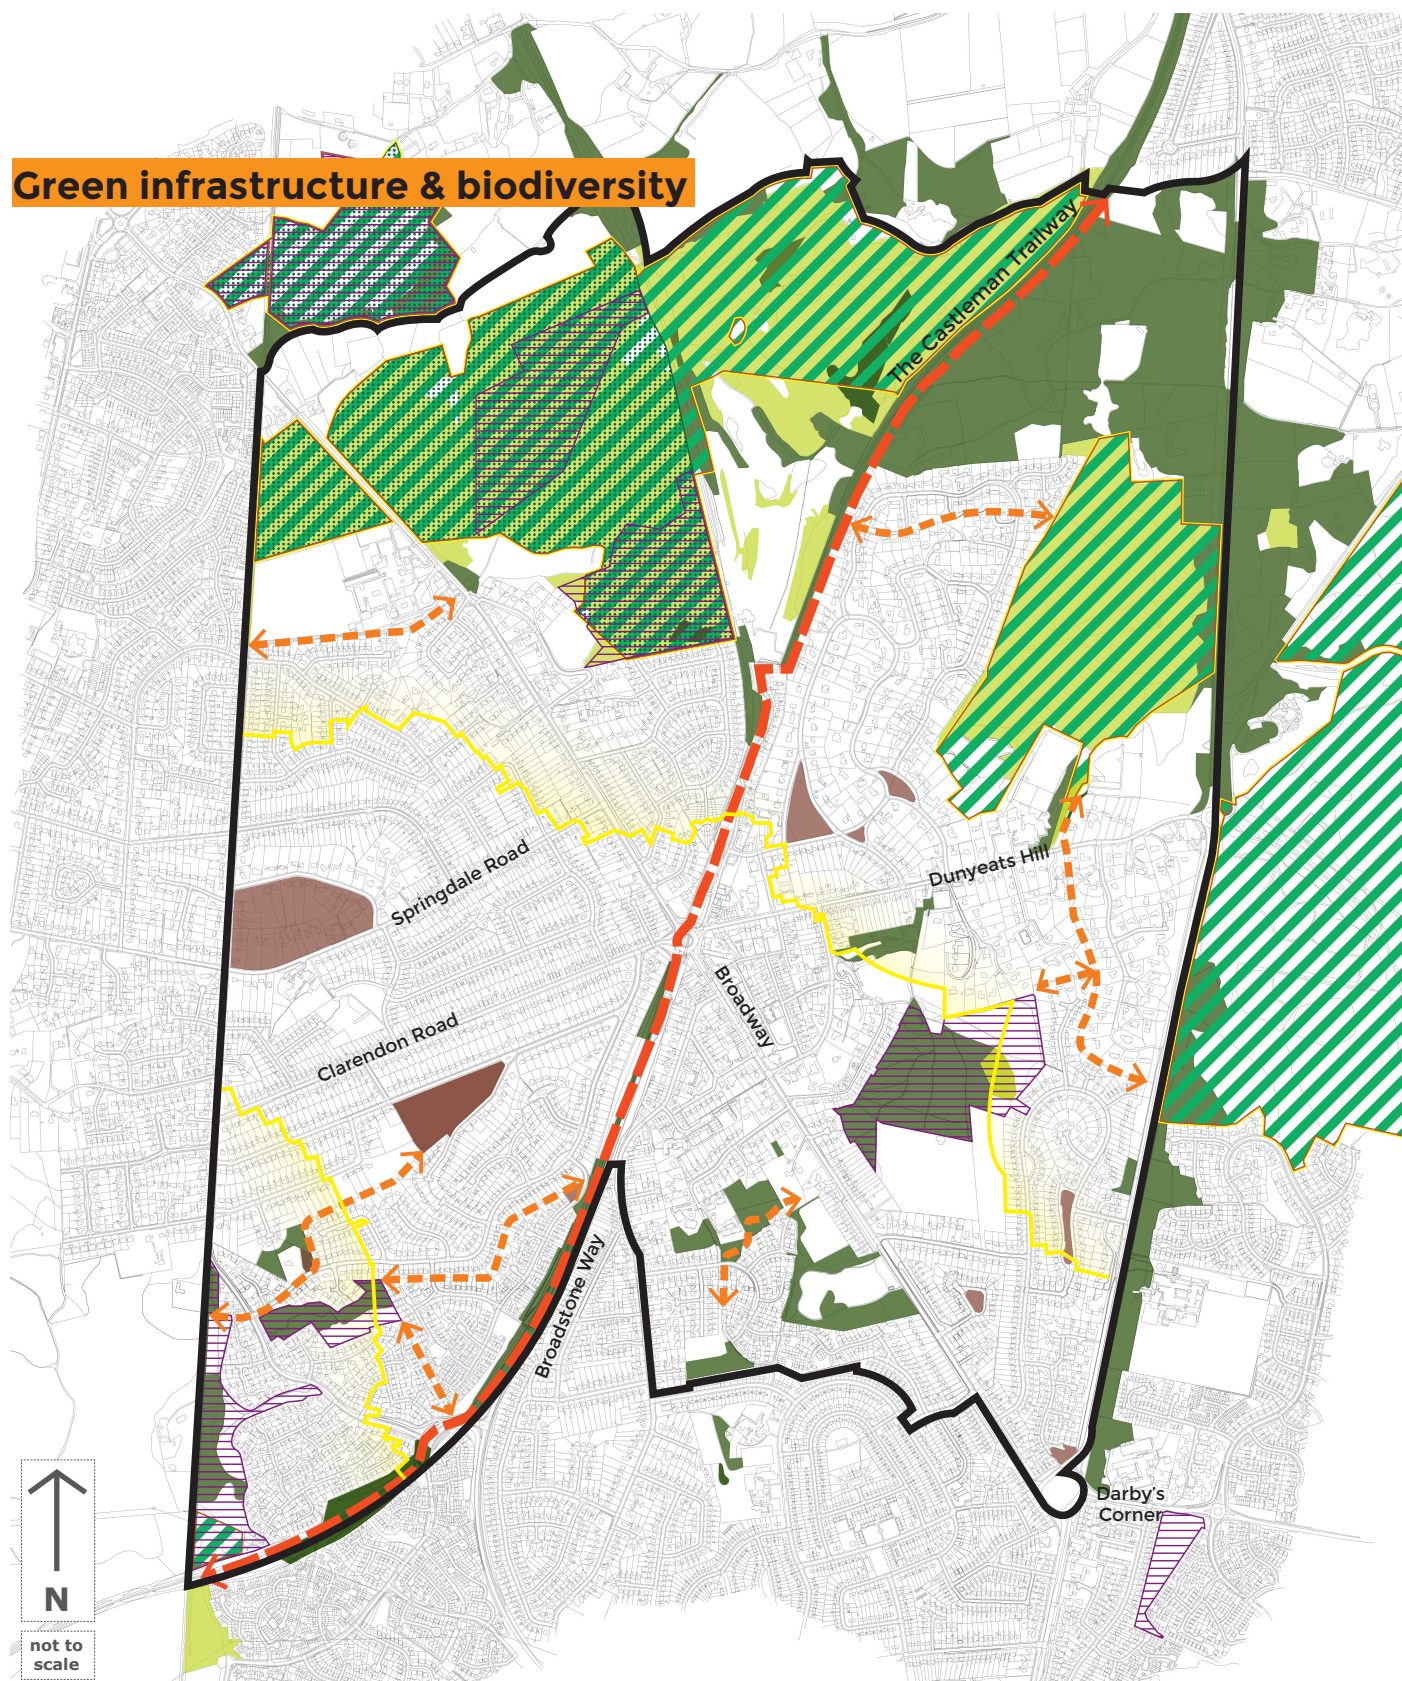 Green infrastructure & biodiversity
The Castleman Trailway
Springdale Road
Dunyeats Hill
Broadway
Clarendon Road
Broadstone Way
Darby's
Corner
N
not to
scale